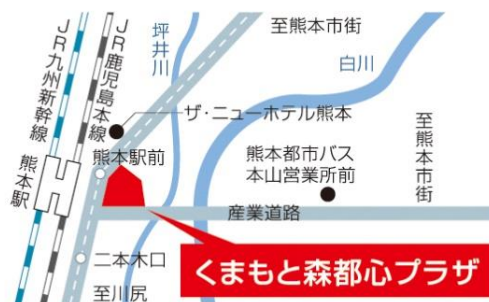 JR九州新幹線
JR鹿児島本線
坪井川
至熊本市街
白川
ザ・ニューホテル熊本
熊本駅
熊本駅前
熊本都市バス
本山営業所前
至熊本市街
産業道路
二本木口
至川尻
くまもと森都心プラザ